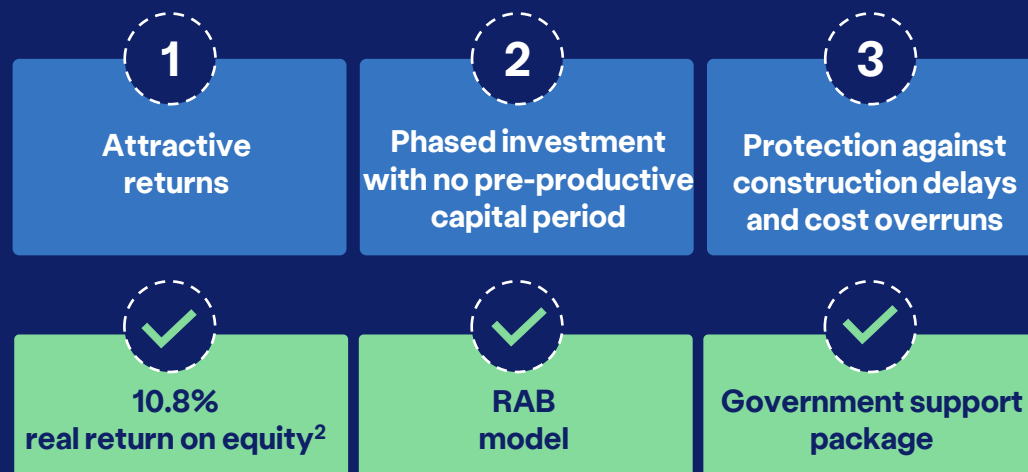 1
Attractive
returns
2
Phased investment
with no pre-productive
capital period
3
Protection against
construction delays
and cost overruns
10.8%
real return on equity²
RAB
model
Government support
package